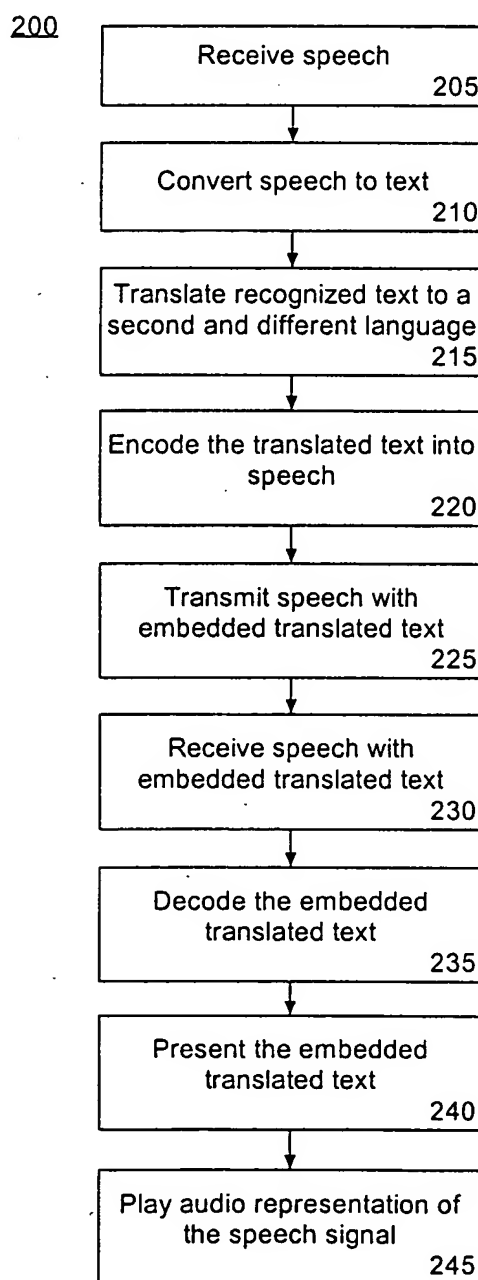 200
Receive speech
205
Convert speech to text
210
Translate recognized text to a
second and different language
215
Encode the translated text into
speech
220
Transmit speech with
embedded translated text
225
Receive speech with
embedded translated text
230
Decode the embedded
translated text
235
Present the embedded
translated text
240
Play audio representation of
the speech signal
245